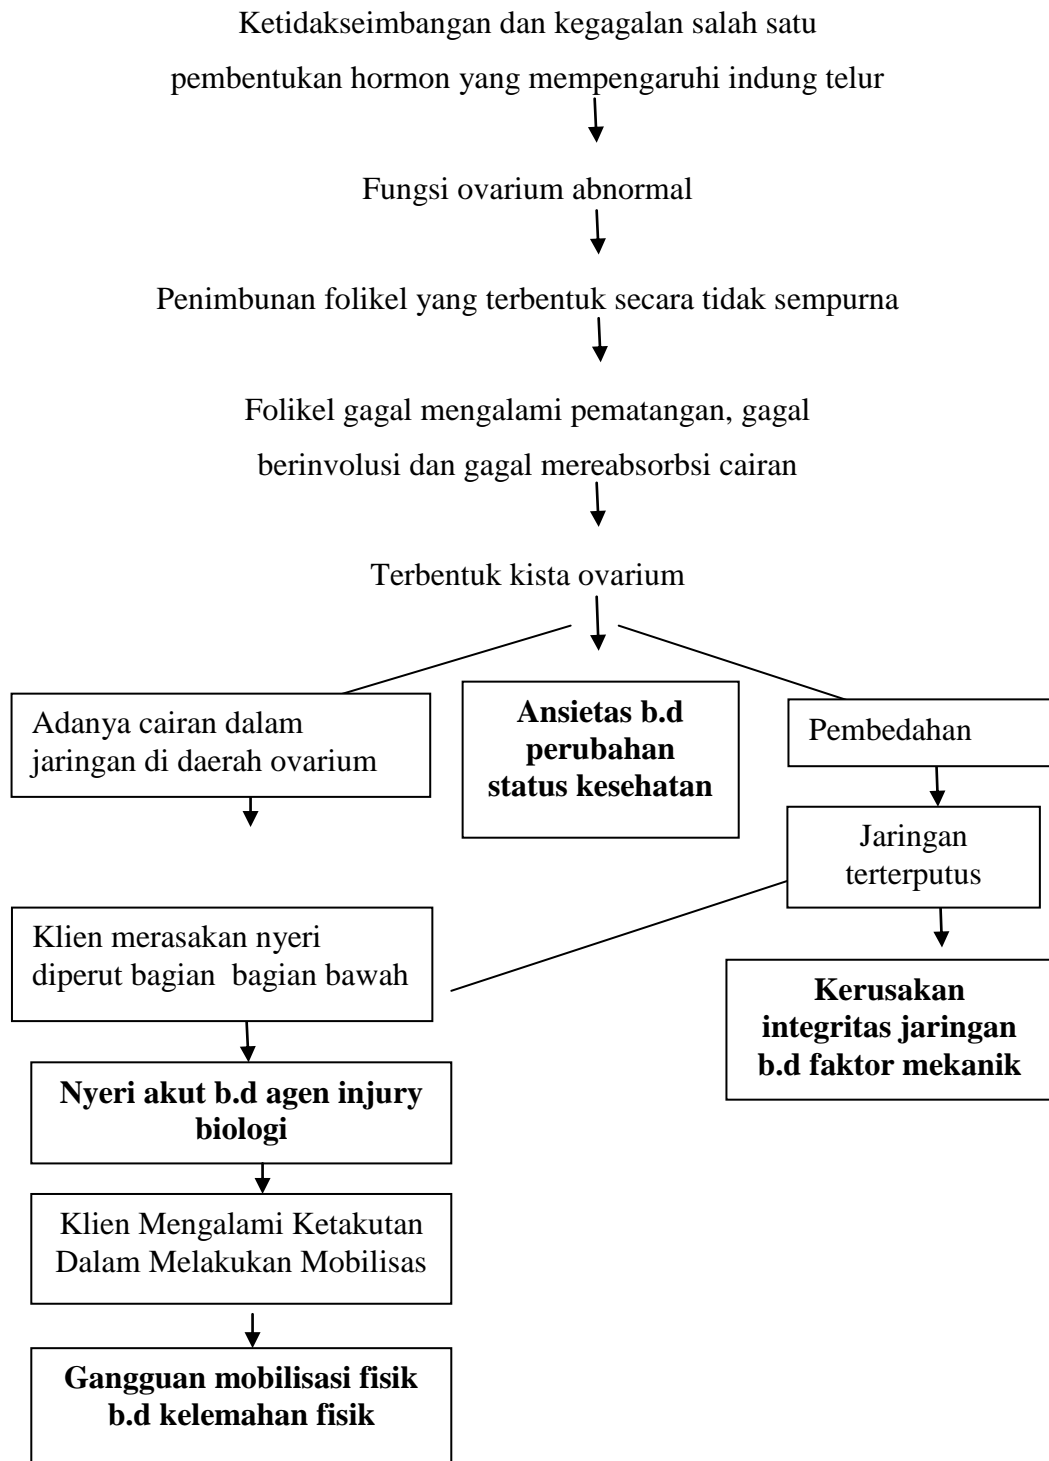 Ketidakseimbangan dan kegagalan salah satu
pembentukan hormon yang mempengaruhi indung telur
Fungsi ovarium abnormal
Penimbunan folikel yang terbentuk secara tidak sempurna
Folikel gagal mengalami pematangan, gagal
berinvolusi dan gagal mereabsorbsi cairan
Terbentuk kista ovarium
Adanya cairan dalam
jaringan di daerah ovarium
Ansietas b.d
perubahan
status kesehatan
Pembedahan
Jaringan
terterputus
Klien merasakan nyeri
diperut bagian  bagian bawah
Kerusakan
integritas jaringan
b.d faktor mekanik
Nyeri akut b.d agen injury
biologi
Klien Mengalami Ketakutan
Dalam Melakukan Mobilisas
Gangguan mobilisasi fisik
b.d kelemahan fisik